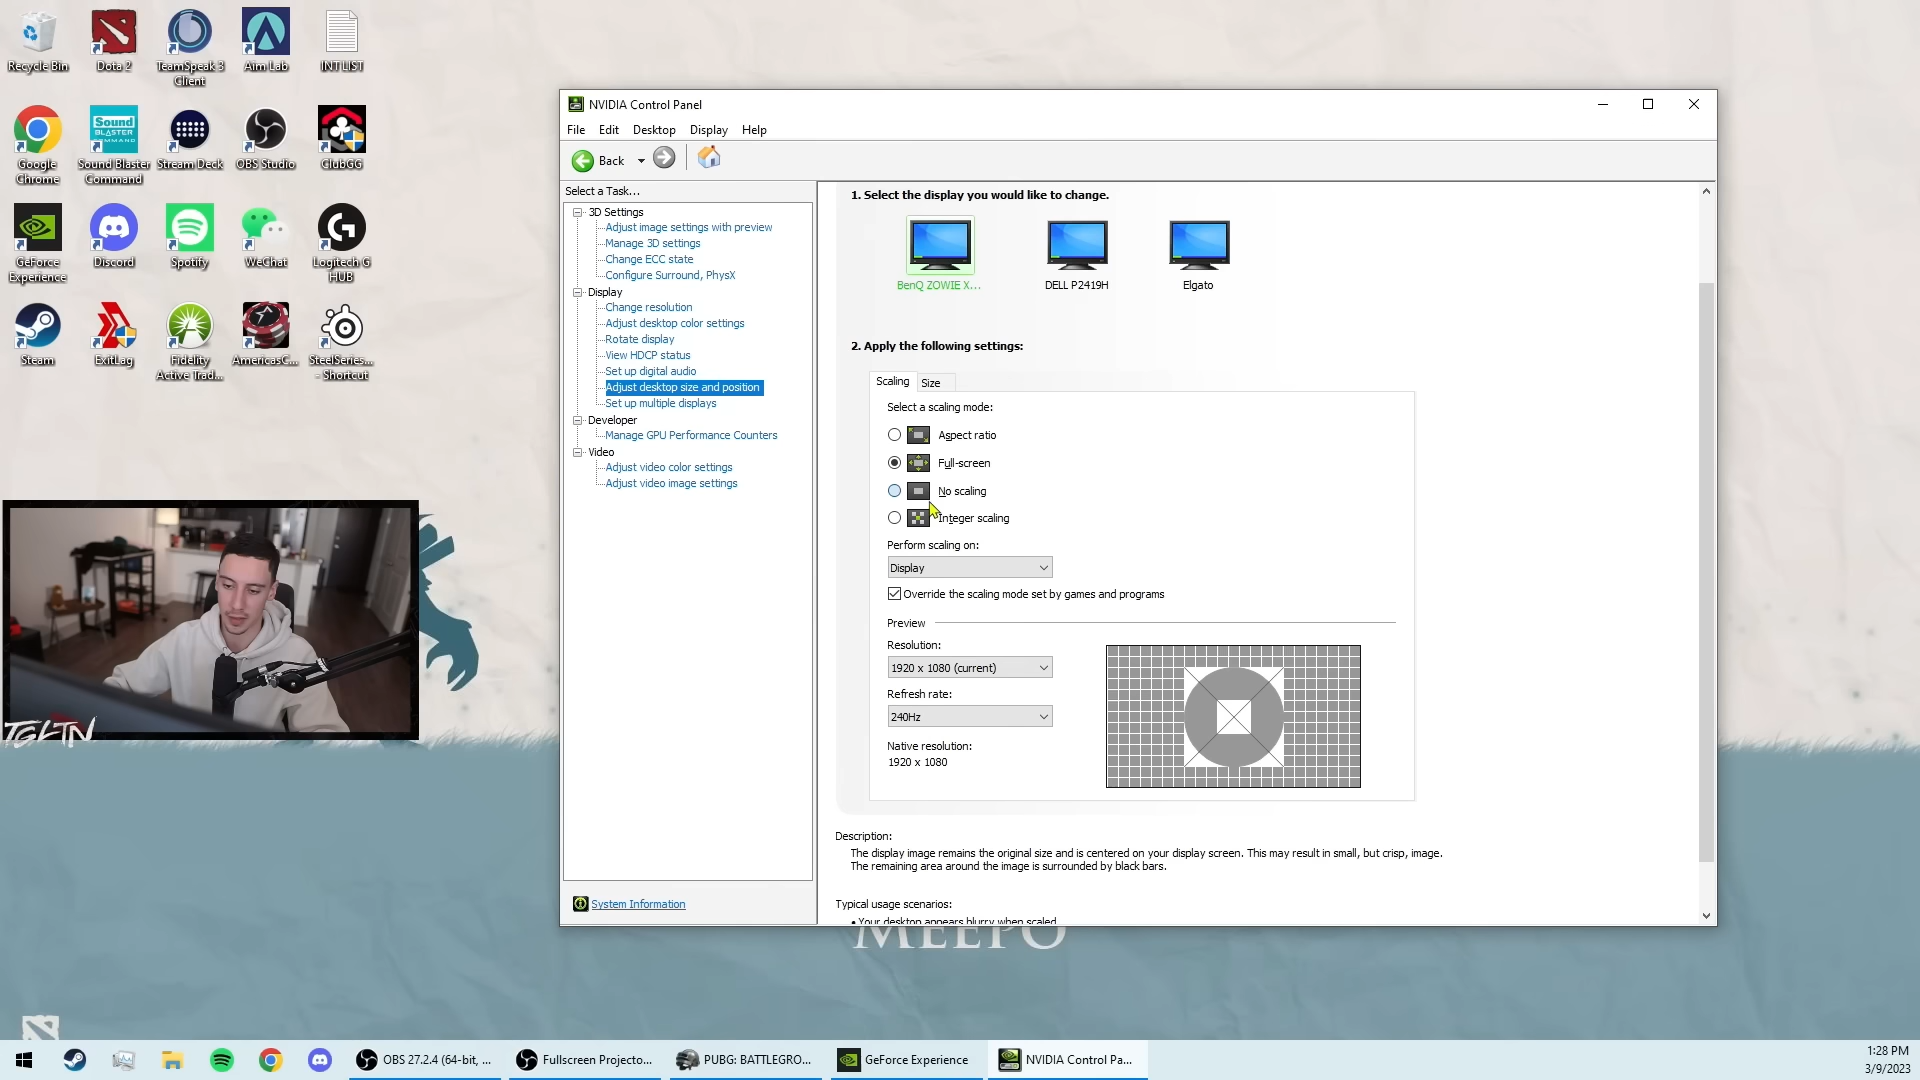 Recycle Bin
Dota 2
TeamSpeak 3
Client
Aim Lab
INT LIST
Google
Chrome
Sound
BLASTER
COMMAND
Sound Blaster
Command
Stream Deck
OBS Studio
ClubGG
GeForce
Experience
Discord
Spotify
WeChat
Logitech G
HUB
Steam
ExitLag
Fidelity
Active Trad...
AmericasC...
SteelSeries...
- Shortcut
TGLTN
NVIDIA Control Panel
File Edit Desktop Display Help
Back
Select a Task...
3D Settings
Adjust image settings with preview
Manage 3D settings
Change ECC state
Configure Surround, PhysX
Display
Change resolution
Adjust desktop color settings
Rotate display
View HDCP status
Set up digital audio
Adjust desktop size and position
Set up multiple displays
Developer
Manage GPU Performance Counters
Video
Adjust video color settings
Adjust video image settings
System Information
1. Select the display you would like to change.
BenQ ZOWIE X...
DELL P2419H
Elgato
2. Apply the following settings:
Scaling Size
Select a scaling mode:
Aspect ratio
Full-screen
No scaling
Integer scaling
Perform scaling on:
Display
Override the scaling mode set by games and programs
Preview
Resolution:
1920 x 1080 (current)
Refresh rate:
240Hz
Native resolution:
1920 x 1080
Description:
The display image remains the original size and is centered on your display screen. This may result in small, but crisp, image.
The remaining area around the image is surrounded by black bars.
Typical usage scenarios:
• Your desktop appears blurry when scaled
MEEPO
OBS 27.2.4 (64-bit, ...
Fullscreen Projecto...
PUBG: BATTLEGRO...
GeForce Experience
NVIDIA Control Pa...
1:28 PM
3/9/2023